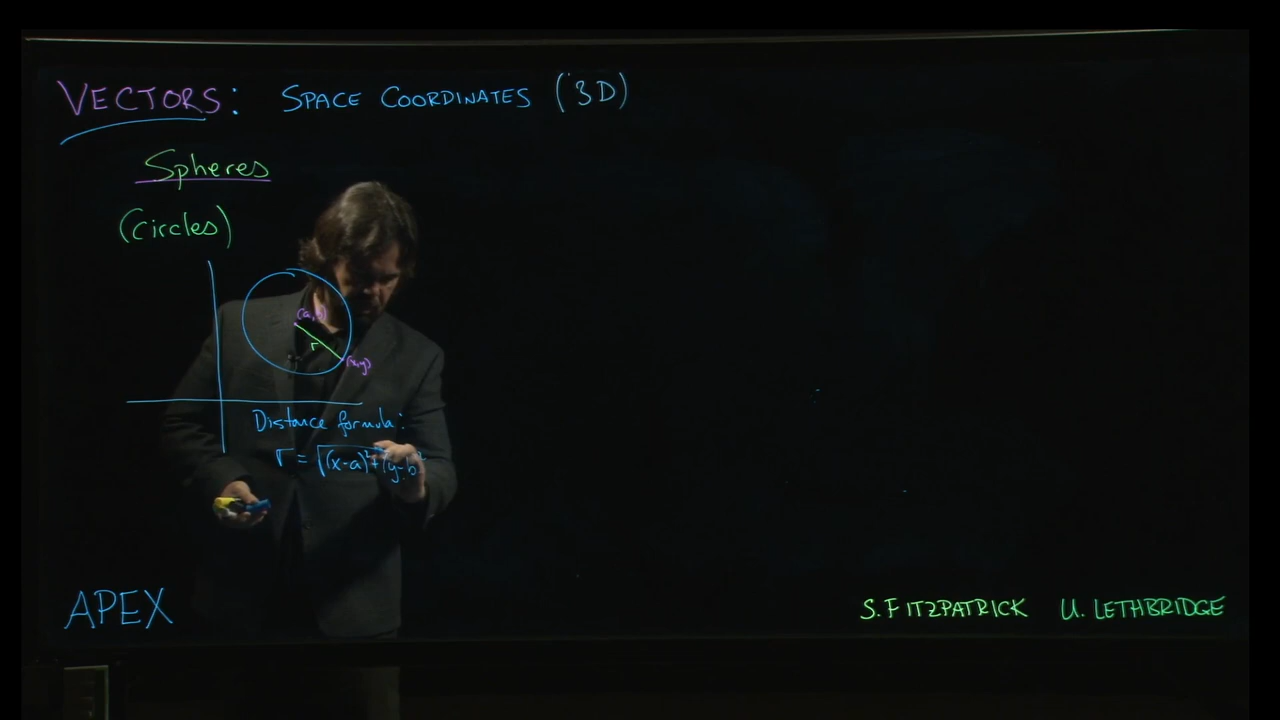 VECTORS: SPACE COORDINATES (3D)
Spheres
(circles)
(a,b)
r
(x,y)
Distance formula:
r = √(x-a)²+(y-b)²
APEX
S. FITZPATRICK U. LETHBRIDGE